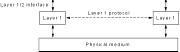 Layer 1/2 interface
Layer 1 protocol
Layer 1
Layer 1
Physical medium